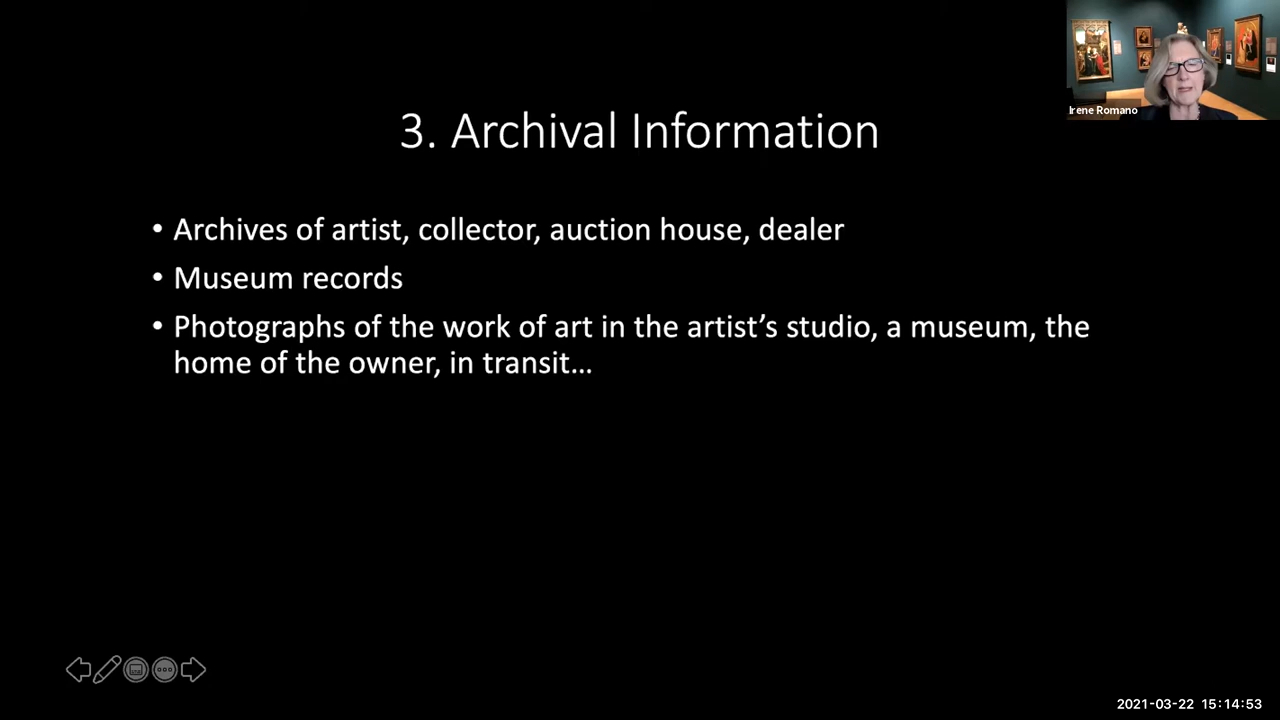 Irene Romano
3. Archival Information
• Archives of artist, collector, auction house, dealer
• Museum records
• Photographs of the work of art in the artist’s studio, a museum, the
home of the owner, in transit…
2021-03-22 15:14:53